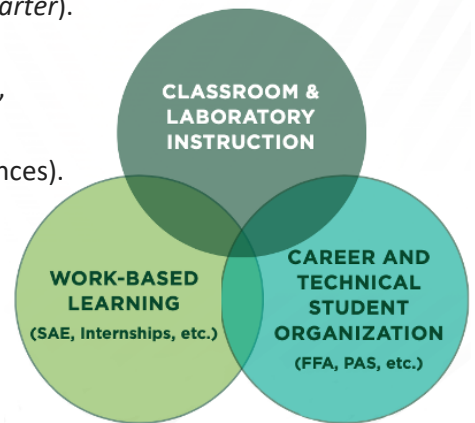 arter).
,
nces).
CLASSROOM &
LABORATORY
INSTRUCTION
WORK-BASED
LEARNING
(SAE, Internships, etc.)
CAREER AND
TECHNICAL
STUDENT
ORGANIZATION
(FFA, PAS, etc.)